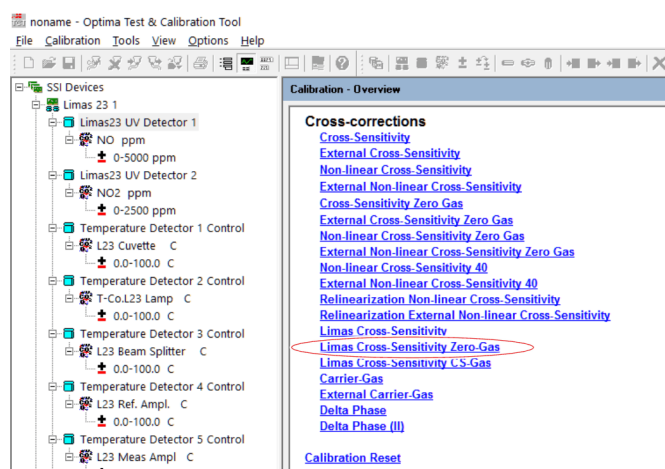 noname - Optima Test & Calibration Tool
File Calibration Tools View Options Help
SSI Devices
Limas 23 1
Limas23 UV Detector 1
NO ppm
0-5000 ppm
Limas23 UV Detector 2
NO2 ppm
0-2500 ppm
Temperature Detector 1 Control
L23 Cuvette C
0.0-100.0 C
Temperature Detector 2 Control
T-Co.L23 Lamp C
0.0-100.0 C
Temperature Detector 3 Control
L23 Beam Splitter C
0.0-100.0 C
Temperature Detector 4 Control
L23 Ref. Ampl. C
0.0-100.0 C
Temperature Detector 5 Control
L23 Meas Ampl C
Calibration - Overview
Cross-corrections
Cross-Sensitivity
External Cross-Sensitivity
Non-linear Cross-Sensitivity
External Non-linear Cross-Sensitivity
Cross-Sensitivity Zero Gas
External Cross-Sensitivity Zero Gas
Non-linear Cross-Sensitivity Zero Gas
External Non-linear Cross-Sensitivity Zero Gas
Non-linear Cross-Sensitivity 40
External Non-linear Cross-Sensitivity 40
Relinearization Non-linear Cross-Sensitivity
Relinearization External Non-linear Cross-Sensitivity
Limas Cross-Sensitivity
Limas Cross-Sensitivity Zero-Gas
Limas Cross-Sensitivity CS-Gas
Carrier-Gas
External Carrier-Gas
Delta Phase
Delta Phase (II)
Calibration Reset